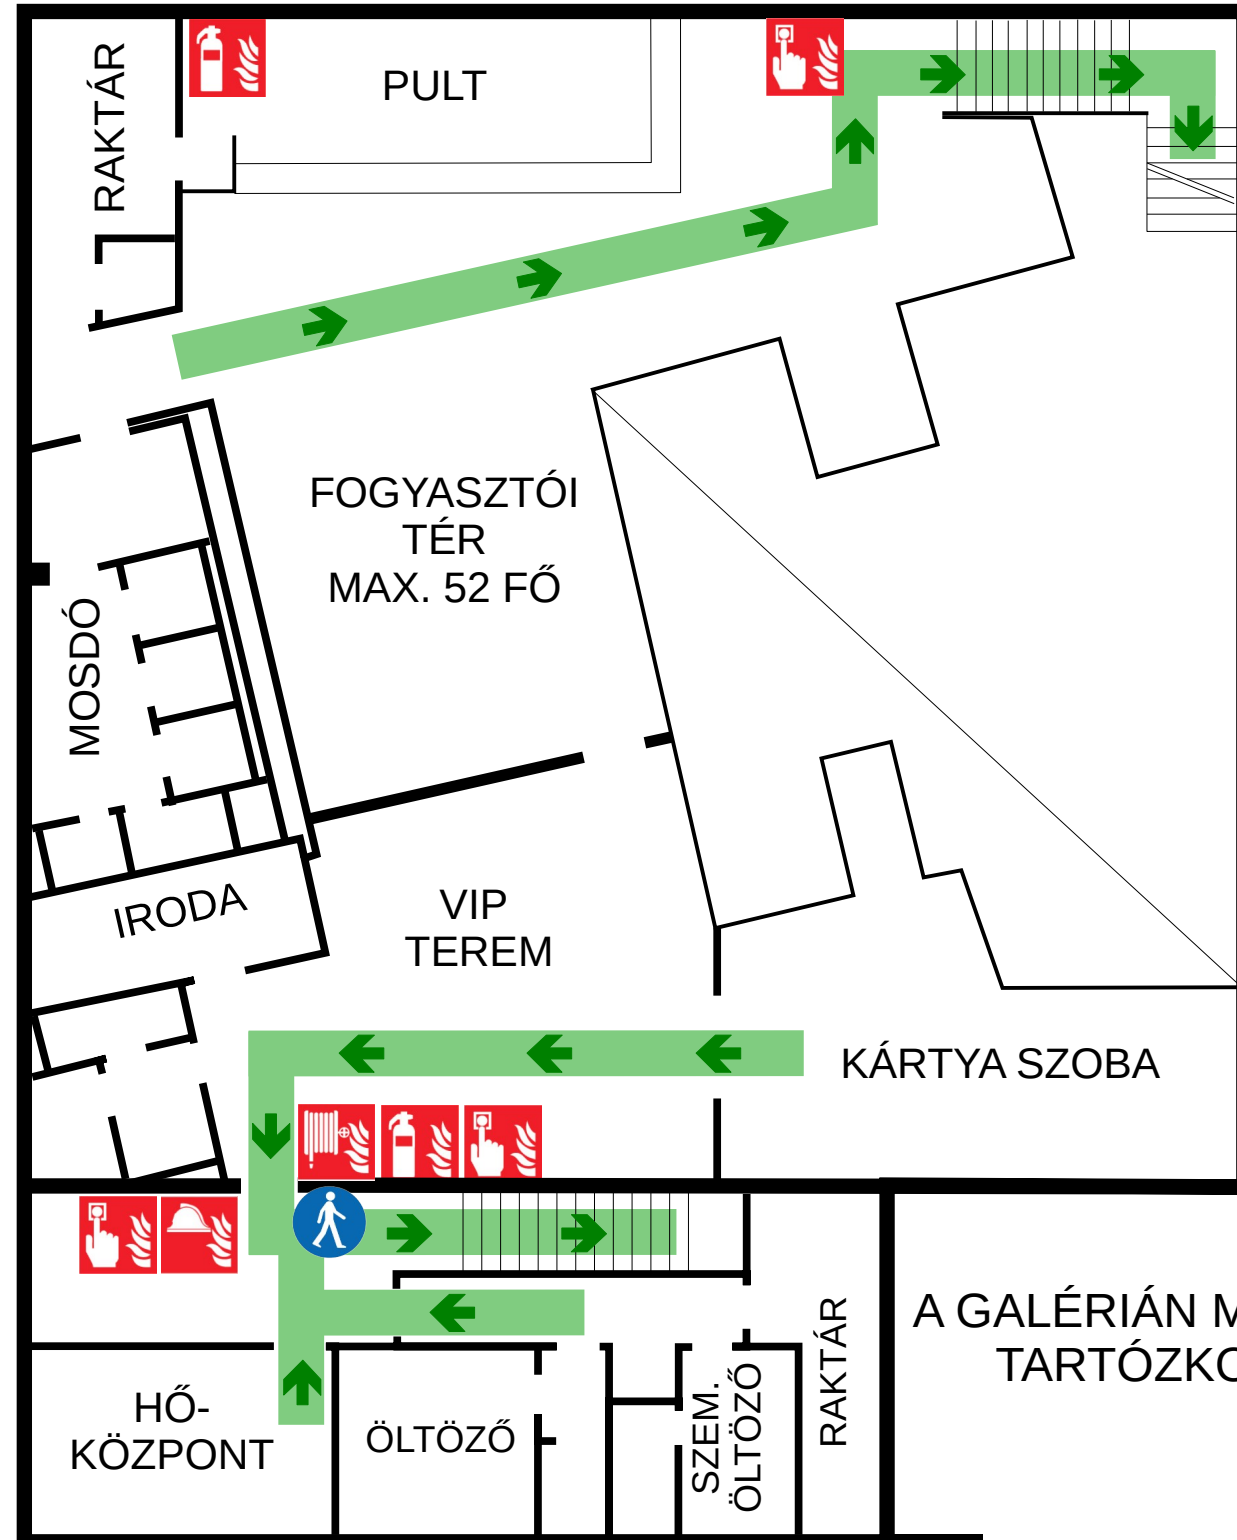 RAKTÁR
PULT
FOGYASZTÓI
TÉR
MAX. 52 FŐ
MOSDÓ
IRODA
VIP
TEREM
KÁRTYA SZOBA
A GALÉRIÁN M
TARTÓZKO
RAKTÁR
HŐ-
KÖZPONT
ÖLTÖZŐ
SZEM.
ÖLTÖZŐ